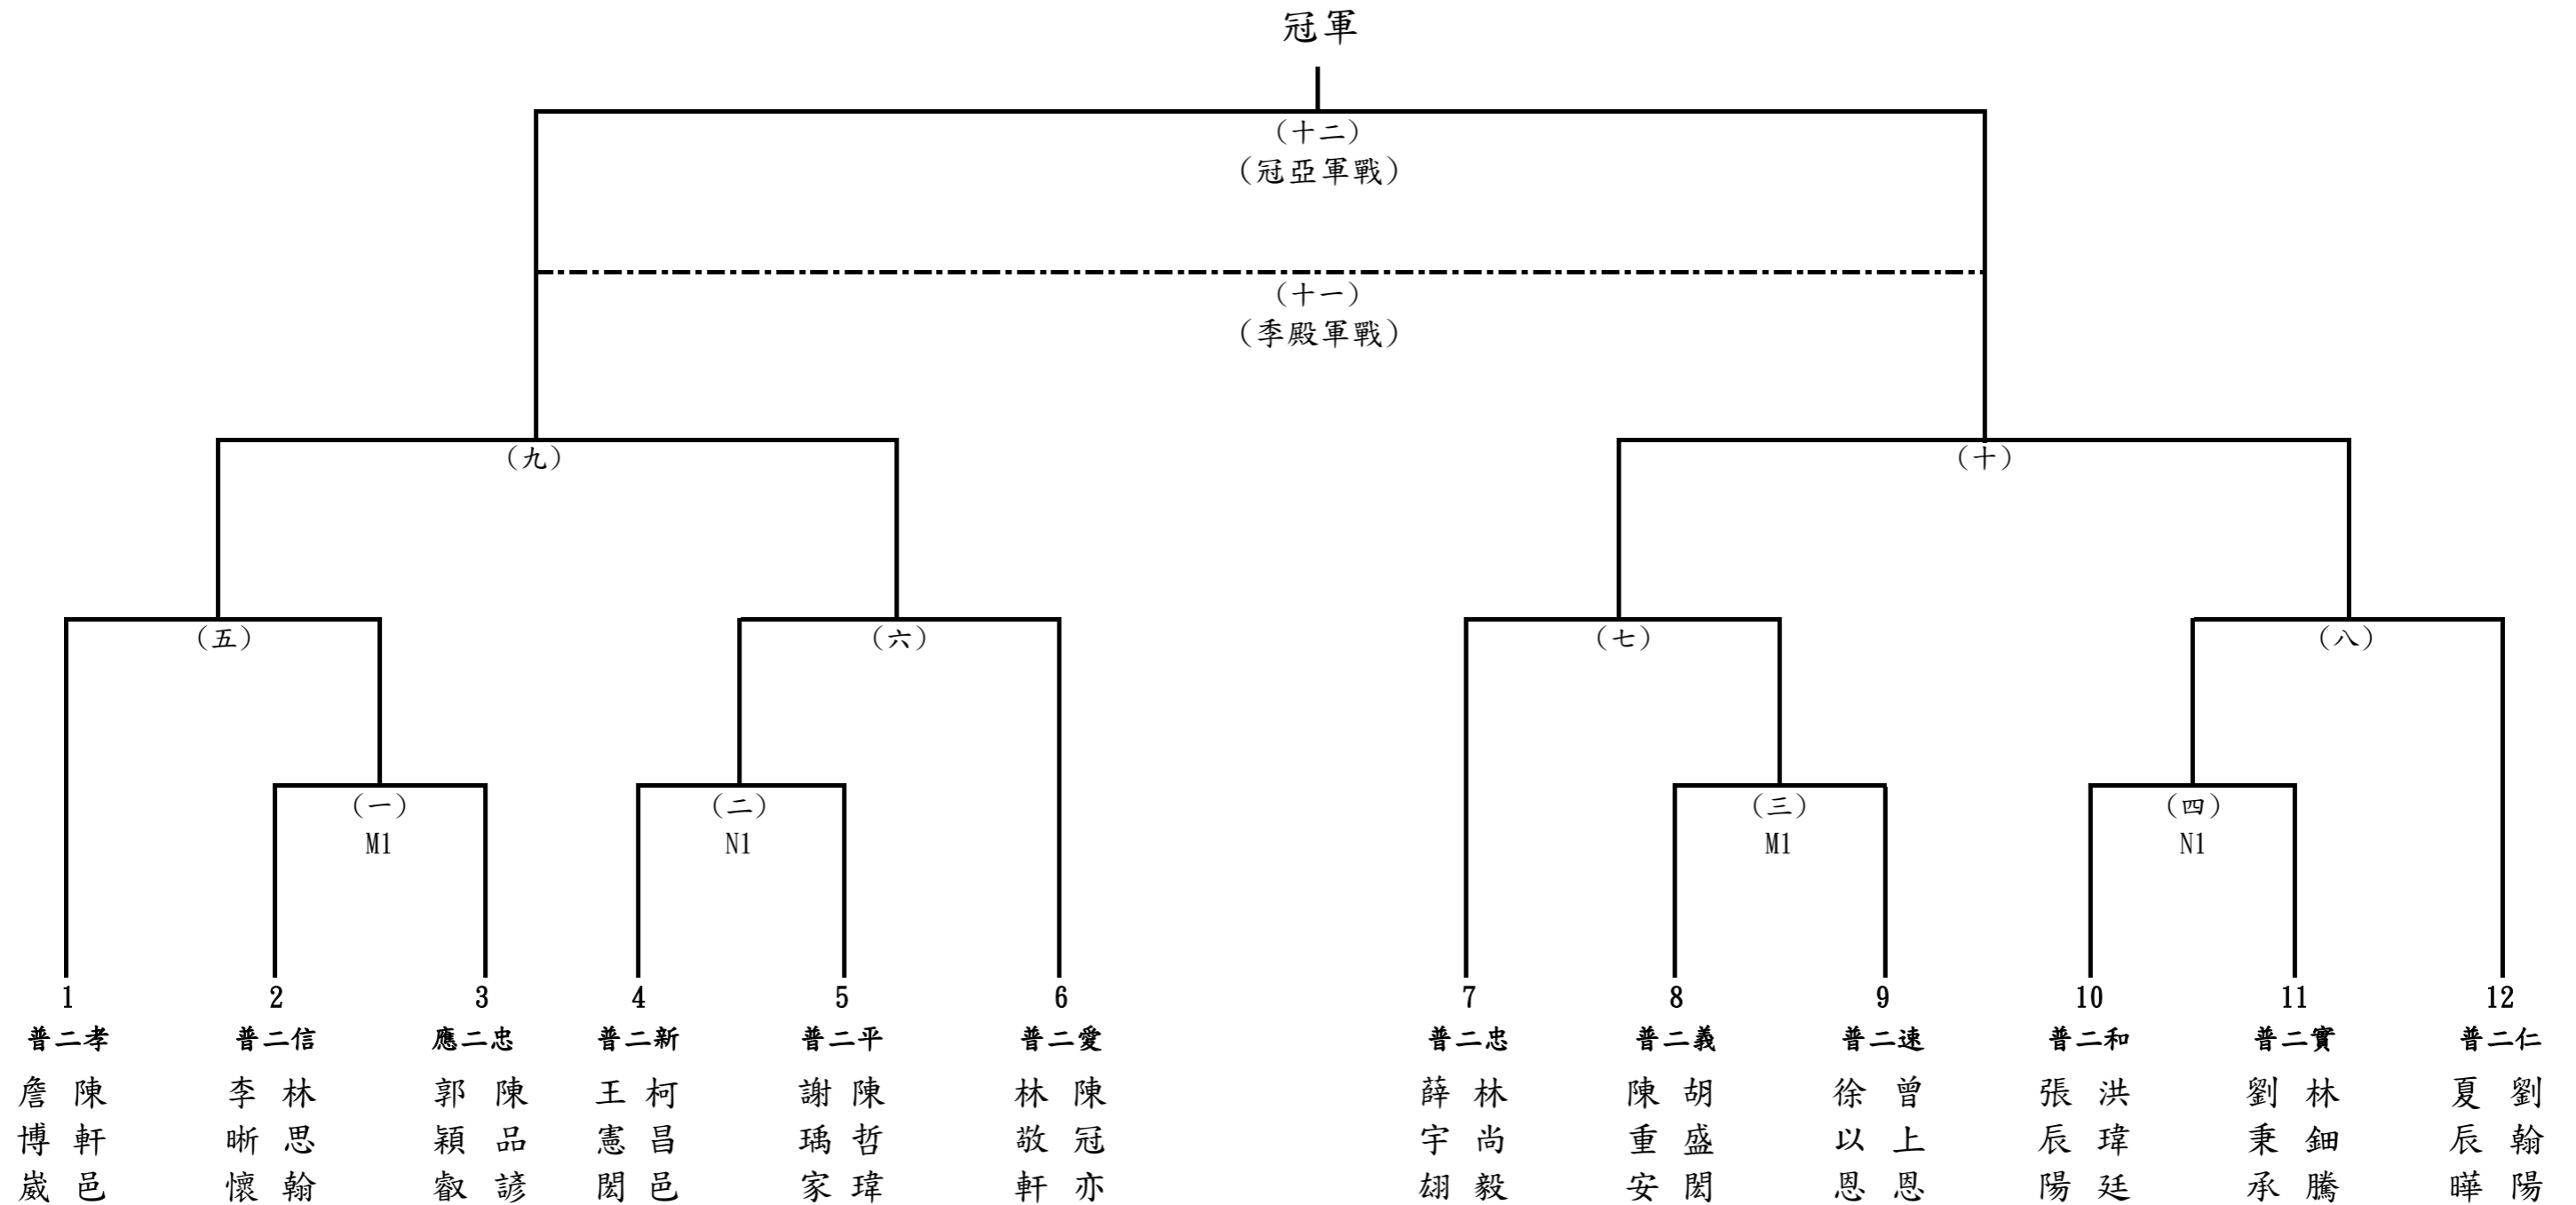 冠軍
(十二)
(冠亞軍戰)
(十一)
(季殿軍戰)
(九)
(十)
(五)
(六)
(七)
(八)
(一)
M1
(二)
N1
(三)
M1
(四)
N1
1
普二孝
詹博崴
陳軒邑
2
普二信
李晰懷
林思翰
3
應二忠
郭穎叡
陳品諺
4
普二新
王憲閎
柯昌邑
5
普二平
謝瑀家
陳哲瑋
6
普二愛
林敬軒
陳冠亦
7
普二忠
薛宇翃
林尚毅
8
普二義
陳重安
胡盛閎
9
普二速
徐以恩
曾上恩
10
普二和
張辰陽
洪瑋廷
11
普二實
劉秉承
林鈿騰
12
普二仁
夏辰曄
劉翰陽